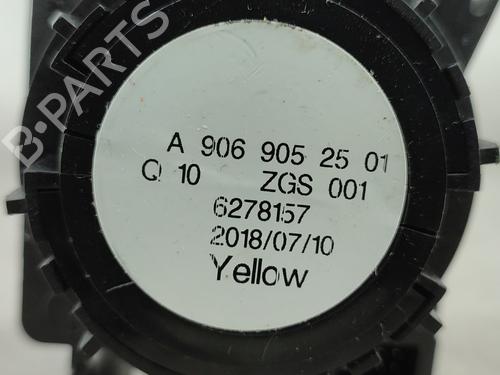 B-PARTS
A 906 905 25 01
Q 10 ZGS 001
6278157
2018/07/10
Yellow